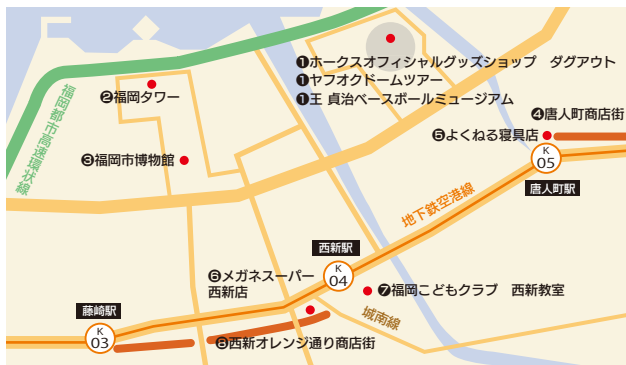 ❶ホークスオフィシャルグッズショップ　ダグアウト
❶ヤフオクドームツアー
❶王 貞治ベースボールミュージアム
❷福岡タワー
福岡都市高速環状線
❹唐人町商店街
❺よくねる寝具店
❸福岡市博物館
K
05
唐人町駅
地下鉄空港線
西新駅
K
04
❻メガネスーパー
西新店
❼福岡こどもクラブ　西新教室
藤崎駅
K
03
城南線
❽西新オレンジ通り商店街